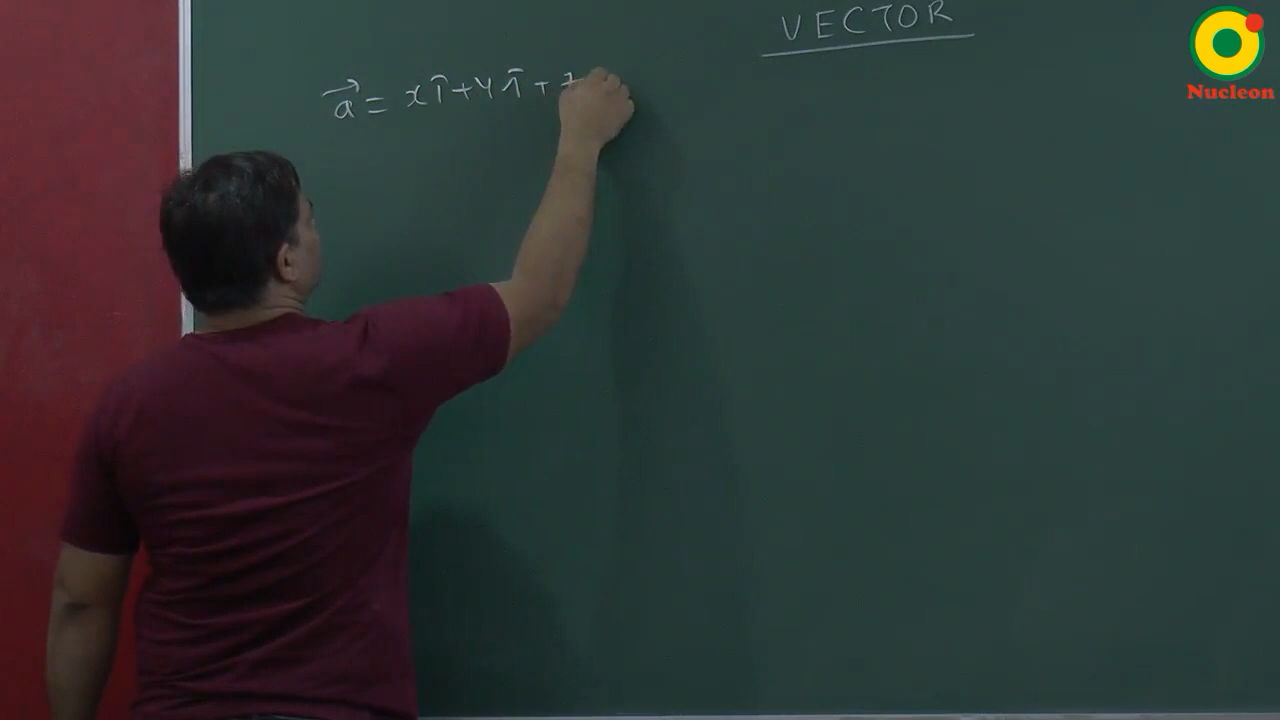 VECTOR
Nucleon
a⃗ = xî + yĵ + z